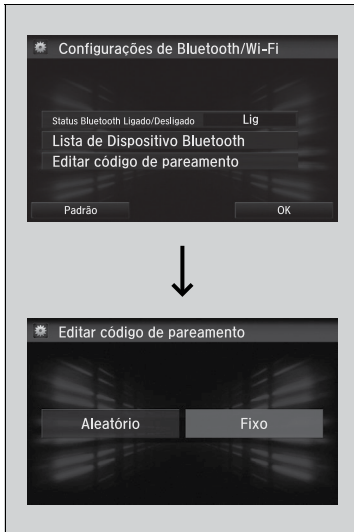 Configurações de Bluetooth/Wi-Fi
Status Bluetooth Ligado/Desligado Lig
Lista de Dispositivo Bluetooth
Editar código de pareamento
Padrão OK
Editar código de pareamento
Aleatório Fixo